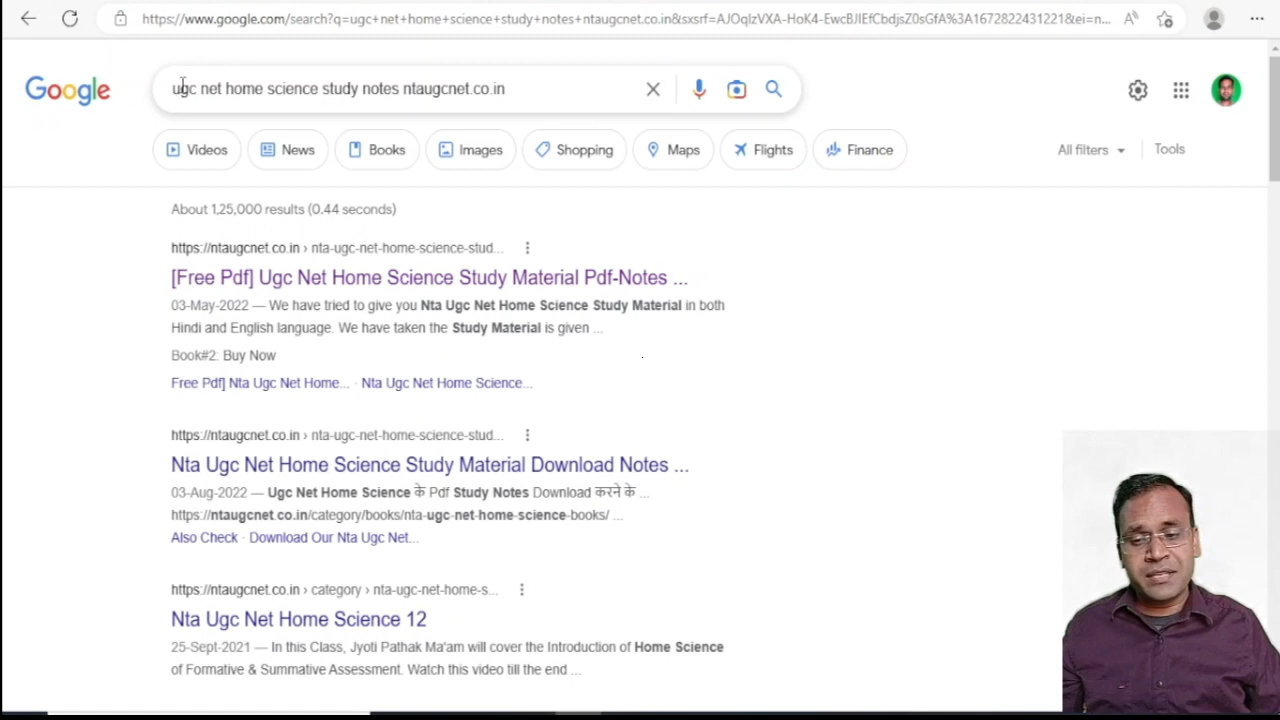 https://www.google.com/search?q=ugc+net+home+science+study+notes+ntaugcnet.co.in&sxsrf=AJOqlzVXA-HoK4-EwcBJIEfCbdjsZ0sGfA%3A1672822431221&ei=n...
Google
ugc net home science study notes ntaugcnet.co.in
Videos News Books Images Shopping Maps Flights Finance All filters Tools
About 1,25,000 results (0.44 seconds)
https://ntaugcnet.co.in › nta-ugc-net-home-science-stud...
[Free Pdf] Ugc Net Home Science Study Material Pdf-Notes ...
03-May-2022 — We have tried to give you Nta Ugc Net Home Science Study Material in both
Hindi and English language. We have taken the Study Material is given ...
Book#2: Buy Now
Free Pdf] Nta Ugc Net Home... · Nta Ugc Net Home Science...
https://ntaugcnet.co.in › nta-ugc-net-home-science-stud...
Nta Ugc Net Home Science Study Material Download Notes ...
03-Aug-2022 — Ugc Net Home Science के Pdf Study Notes Download करने के ...
https://ntaugcnet.co.in/category/books/nta-ugc-net-home-science-books/ ...
Also Check · Download Our Nta Ugc Net...
https://ntaugcnet.co.in › category › nta-ugc-net-home-s...
Nta Ugc Net Home Science 12
25-Sept-2021 — In this Class, Jyoti Pathak Ma'am will cover the Introduction of Home Science
of Formative & Summative Assessment. Watch this video till the end ...